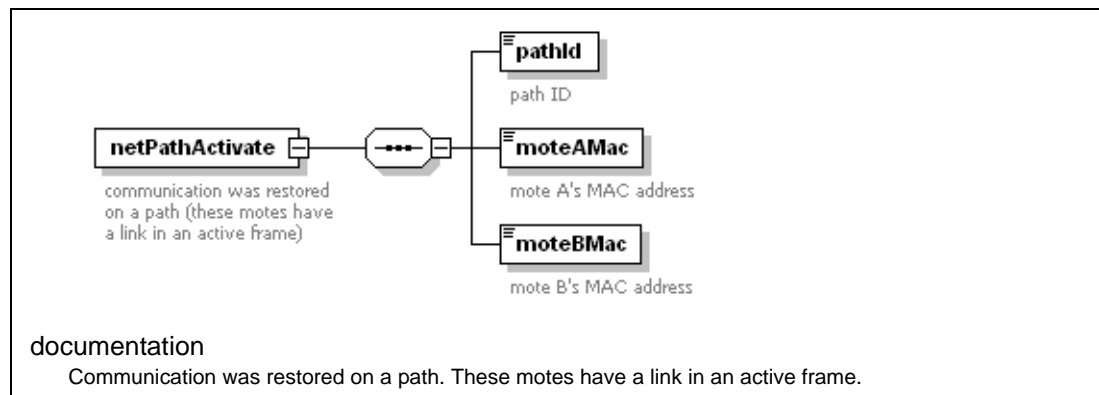 pathId
path ID
netPathActivate
communication was restored
on a path (these motes have
a link in an active frame)
moteAMac
mote A's MAC address
moteBMac
mote B's MAC address
documentation
Communication was restored on a path. These motes have a link in an active frame.